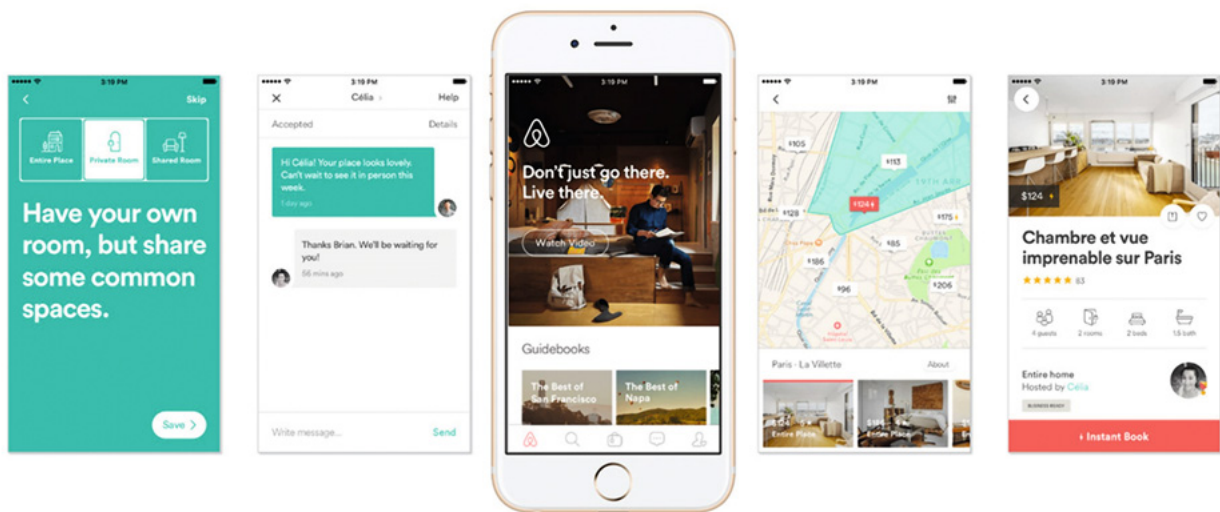 3:19 PM
Skip
Entire Place
Private Room
Shared Room
Have your own
room, but share
some common
spaces.
Save
3:19 PM
Célia
Help
Accepted
Details
Hi Célia! Your place looks lovely.
Can't wait to see it in person this
week.
1 day ago
Thanks Brian. We'll be waiting for
you!
56 mins ago
Write message...
Send
3:19 PM
Don't just go there.
Live there.
Watch Video
Guidebooks
The Best of
San Francisco
The Best of
Napa
3:19 PM
$105
$113
19TH ARR.
$124
$128
$175
$85
$186
$96
$206
Paris · La Villette
About
Entire Place
Entire Place
3:19 PM
$124
Chambre et vue
imprenable sur Paris
83
4 guests
2 rooms
2 beds
1.5 bath
Entire home
Hosted by Célia
BUSINESS READY
Instant Book